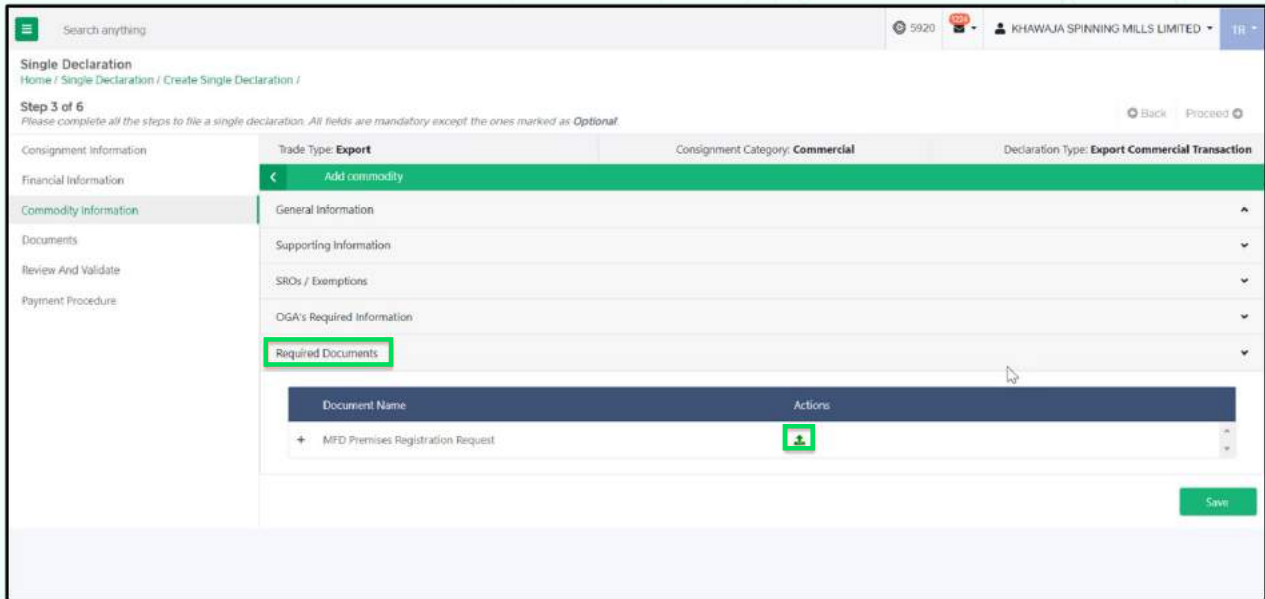 Search anything
5920
1224
KHAWAJA SPINNING MILLS LIMITED
TR
Single Declaration
Home / Single Declaration / Create Single Declaration /
Step 3 of 6
Please complete all the steps to file a single declaration. All fields are mandatory except the ones marked as Optional.
Back Proceed
Consignment Information
Trade Type: Export
Consignment Category: Commercial
Declaration Type: Export Commercial Transaction
Financial Information
Add commodity
Commodity Information
General Information
Documents
Supporting Information
Review And Validate
SROs / Exemptions
Payment Procedure
OGA's Required Information
Required Documents
Document Name
Actions
+ MFD Premises Registration Request
Save